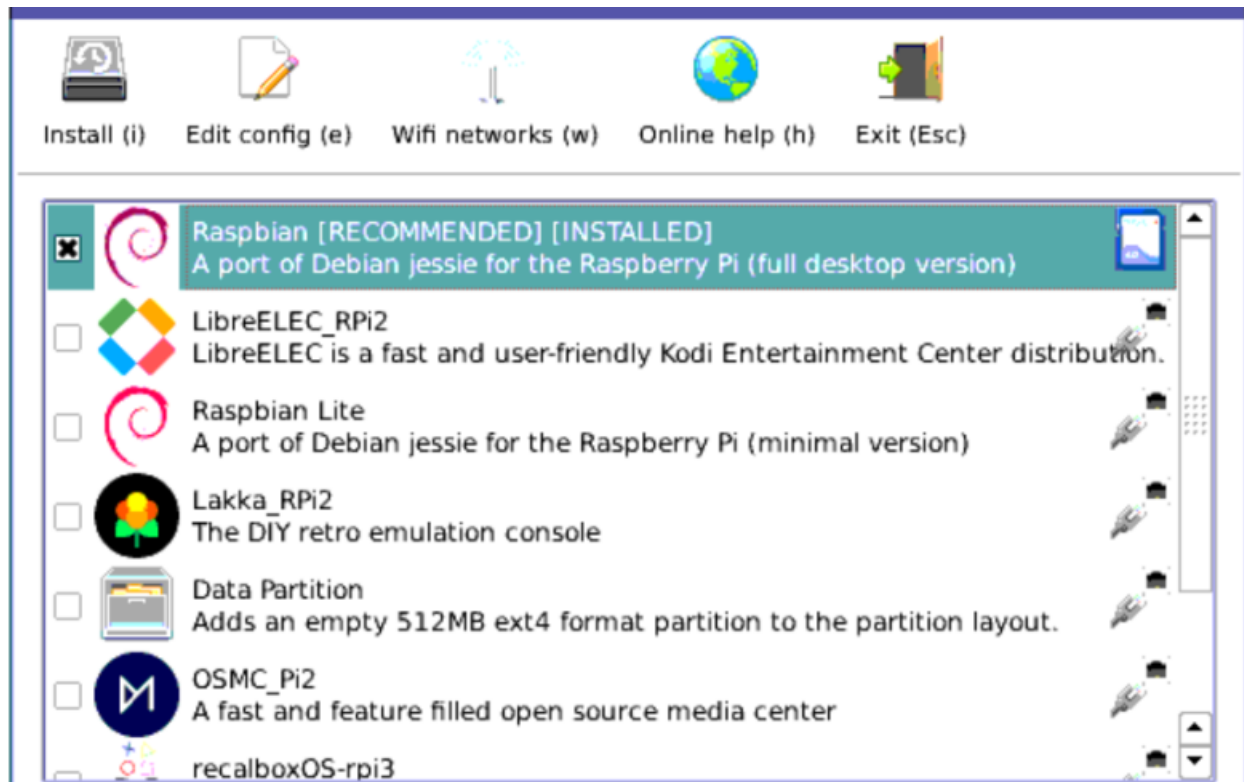 Install (i)
Edit config (e)
Wifi networks (w)
Online help (h)
Exit (Esc)
Raspbian [RECOMMENDED] [INSTALLED]
A port of Debian jessie for the Raspberry Pi (full desktop version)
LibreELEC_RPi2
LibreELEC is a fast and user-friendly Kodi Entertainment Center distribution.
Raspbian Lite
A port of Debian jessie for the Raspberry Pi (minimal version)
Lakka_RPi2
The DIY retro emulation console
Data Partition
Adds an empty 512MB ext4 format partition to the partition layout.
OSMC_Pi2
A fast and feature filled open source media center
recalboxOS-rpi3